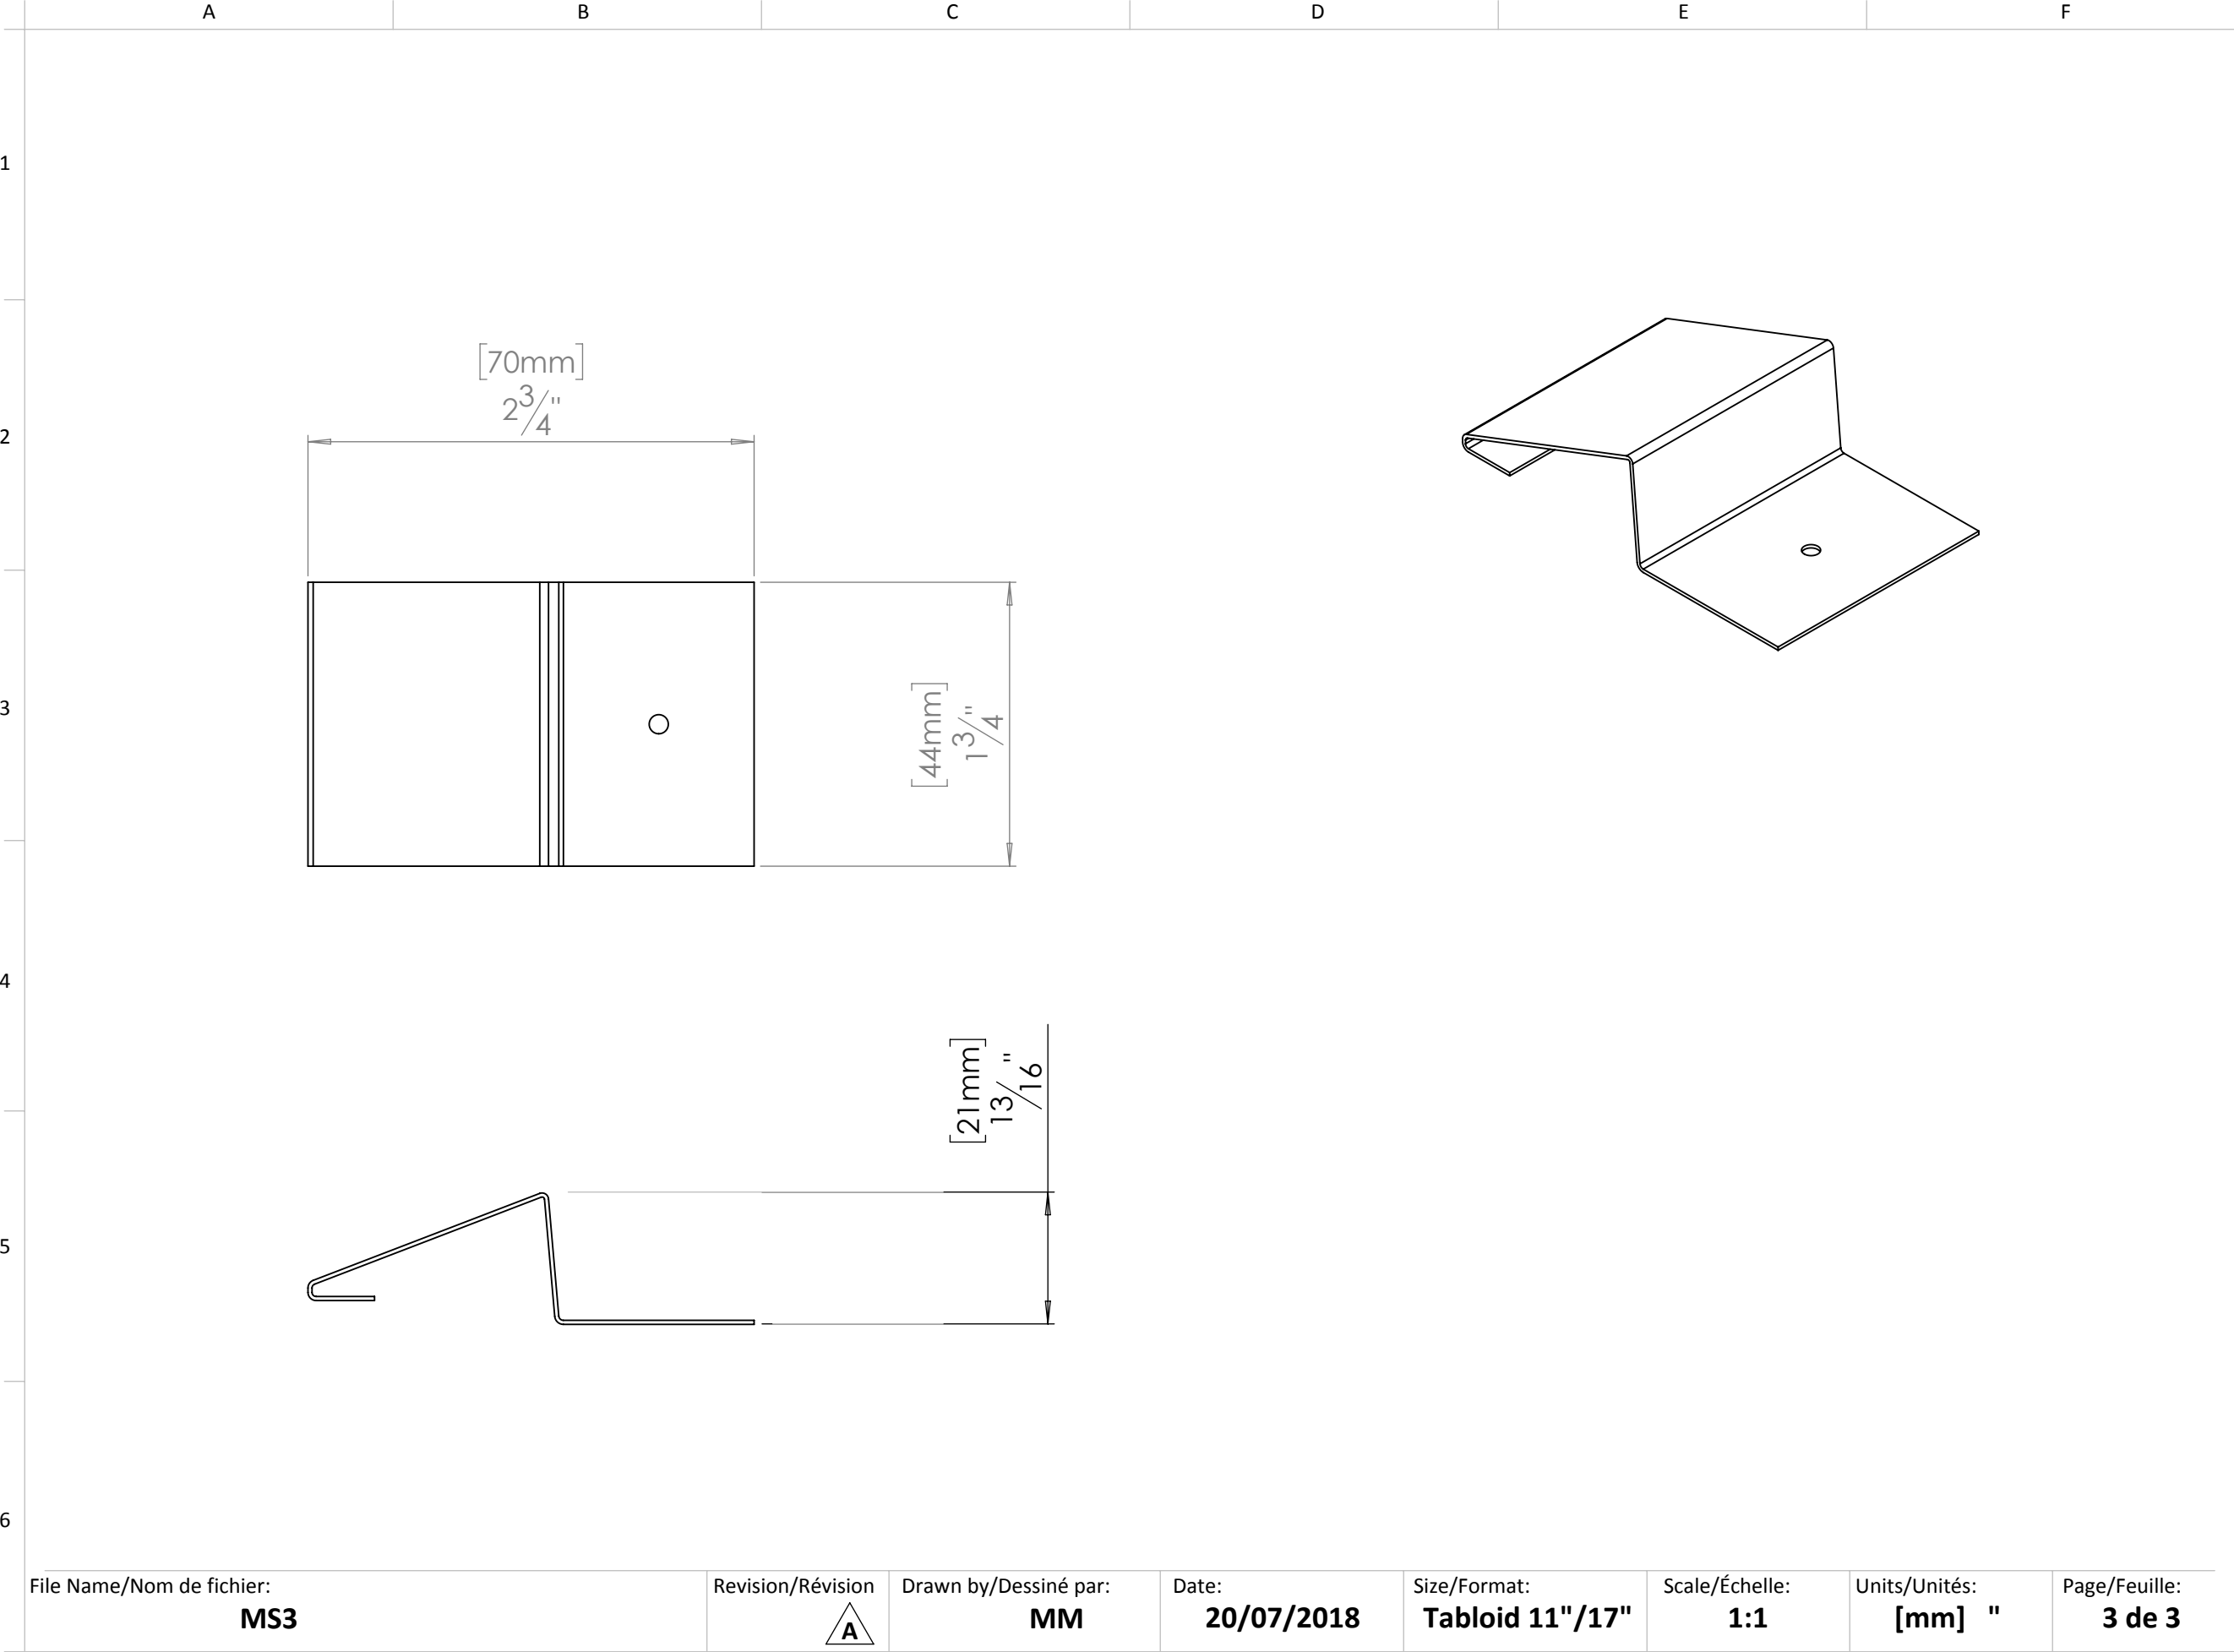 A B C D E F
1
2
3
4
5
6
[70mm]
2 3/4"
[44mm]
1 3/4"
[21mm]
13/16"
File Name/Nom de fichier:
MS3
Revision/Révision
A
Drawn by/Dessiné par:
MM
Date:
20/07/2018
Size/Format:
Tabloid 11"/17"
Scale/Échelle:
1:1
Units/Unités:
[mm] "
Page/Feuille:
3 de 3